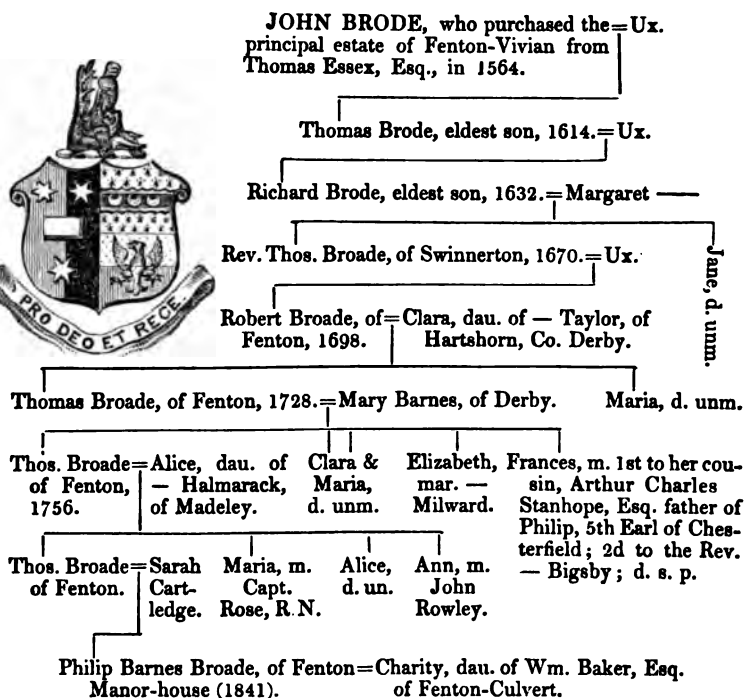 JOHN BRODE, who purchased the=Ux.
principal estate of Fenton-Vivian from
Thomas Essex, Esq., in 1564.
Thomas Brode, eldest son, 1614.=Ux.
Richard Brode, eldest son, 1632.=Margaret —
Rev. Thos. Broade, of Swinnerton, 1670.=Ux.
Jane, d. unm.
PRO DEO ET REGE.
Robert Broade, of=Clara, dau. of — Taylor, of
Fenton, 1698. Hartshorn, Co. Derby.
Thomas Broade, of Fenton, 1728.=Mary Barnes, of Derby. Maria, d. unm.
Thos. Broade=Alice, dau. of
of Fenton, — Halmarack,
1756. of Madeley.
Clara &
Maria,
d. unm.
Elizabeth,
mar. —
Milward.
Frances, m. 1st to her cou-
sin, Arthur Charles
Stanhope, Esq. father of
Philip, 5th Earl of Ches-
terfield; 2d to the Rev.
— Bigsby; d. s. p.
Thos. Broade=Sarah
of Fenton. Cart-
ledge.
Maria, m.
Capt.
Rose, R.N.
Alice,
d. un.
Ann, m.
John
Rowley.
Philip Barnes Broade, of Fenton=Charity, dau. of Wm. Baker, Esq.
Manor-house (1841). of Fenton-Culvert.